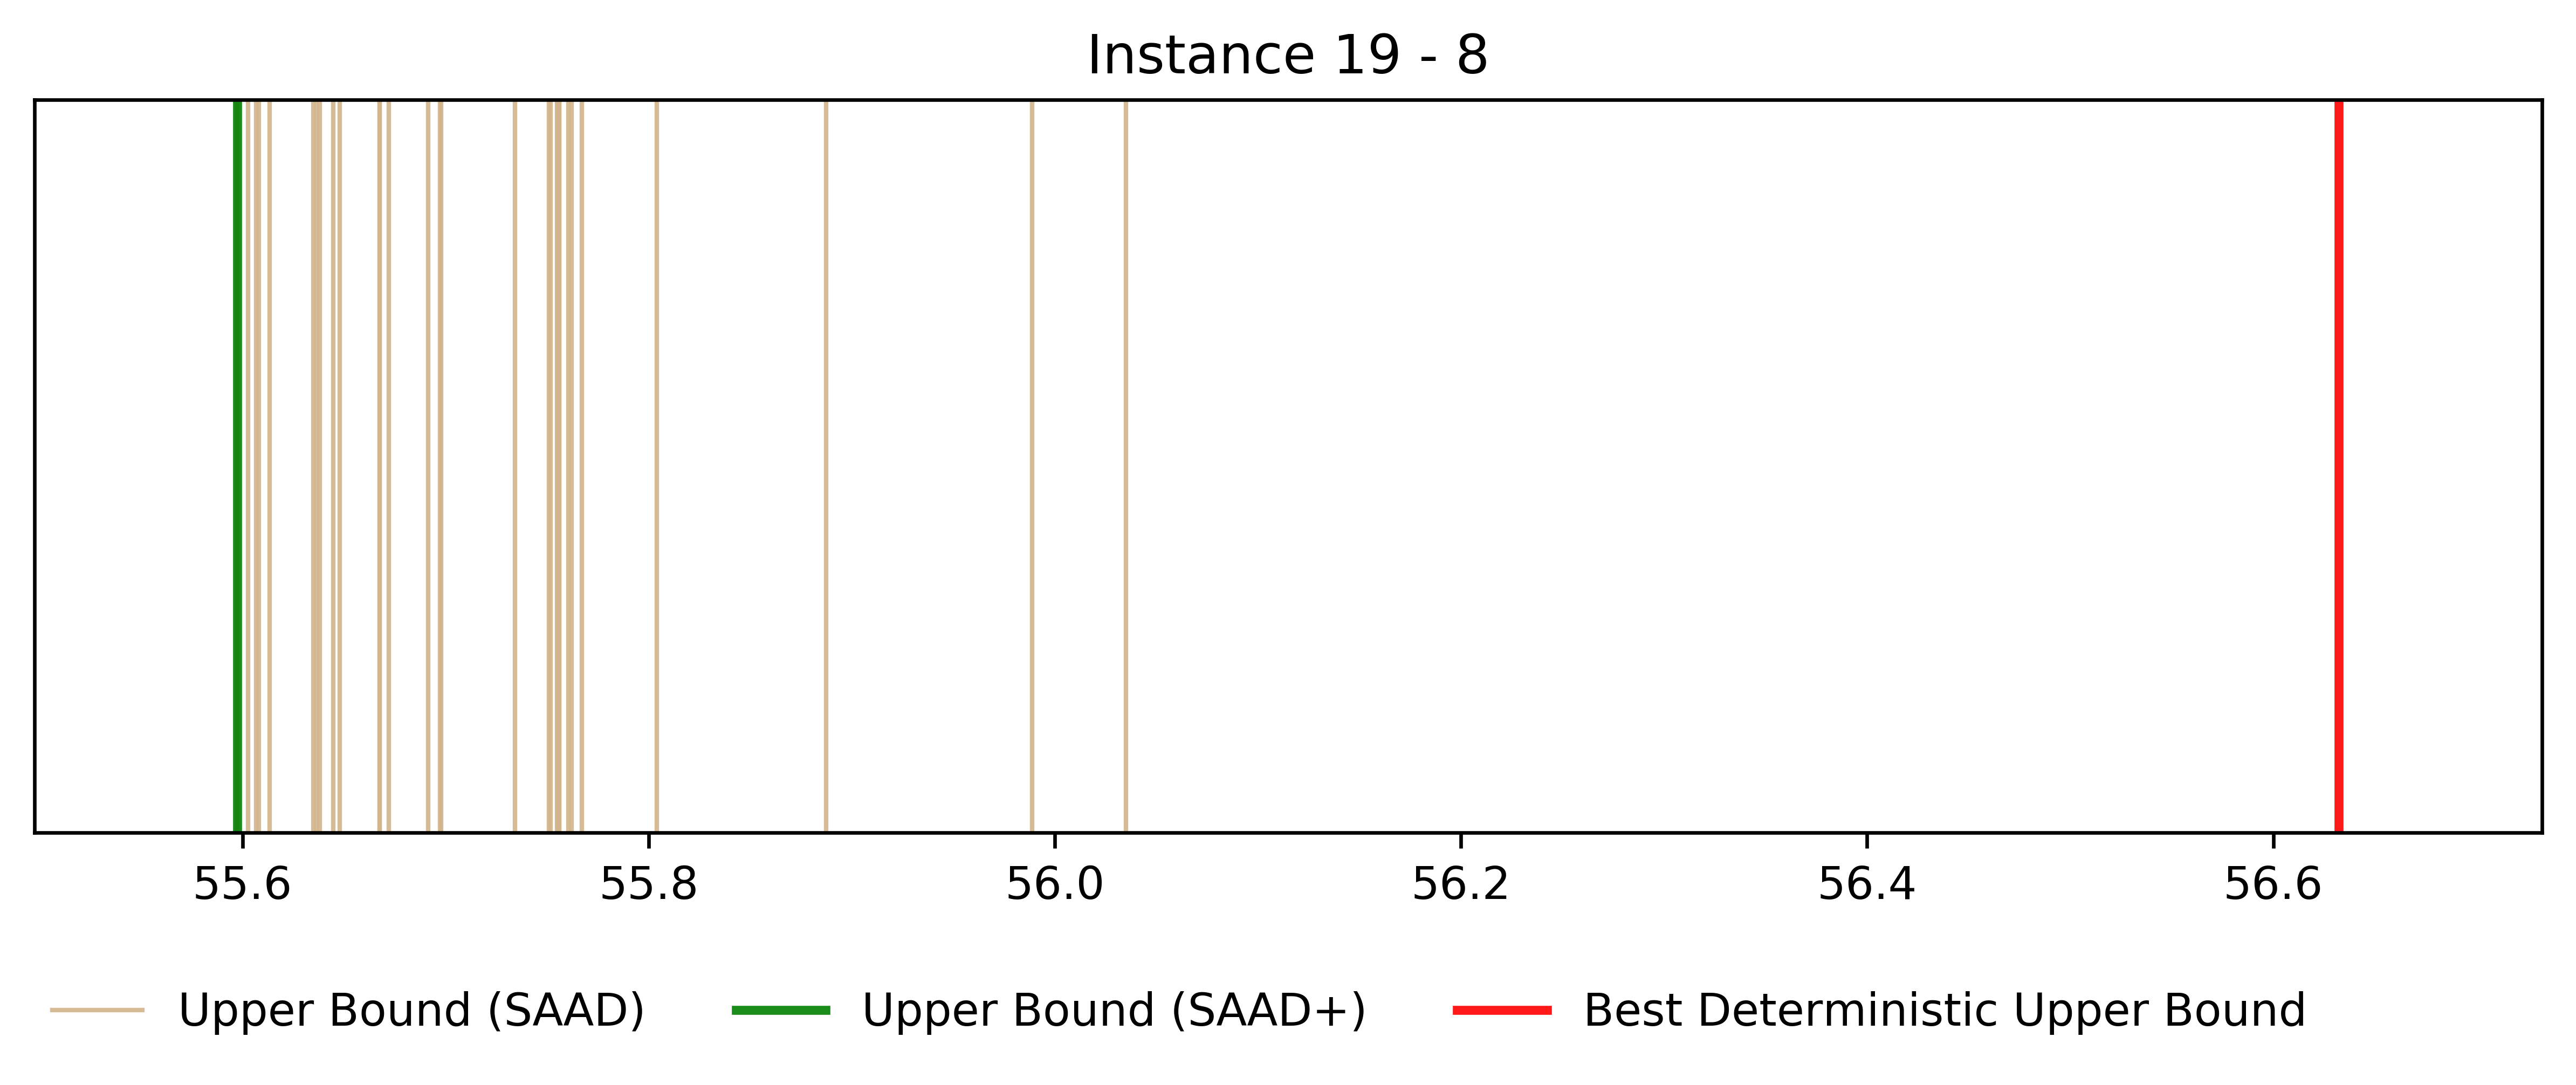 Instance 19 - 8
55.6 55.8 56.0 56.2 56.4 56.6
Upper Bound (SAAD) Upper Bound (SAAD+) Best Deterministic Upper Bound